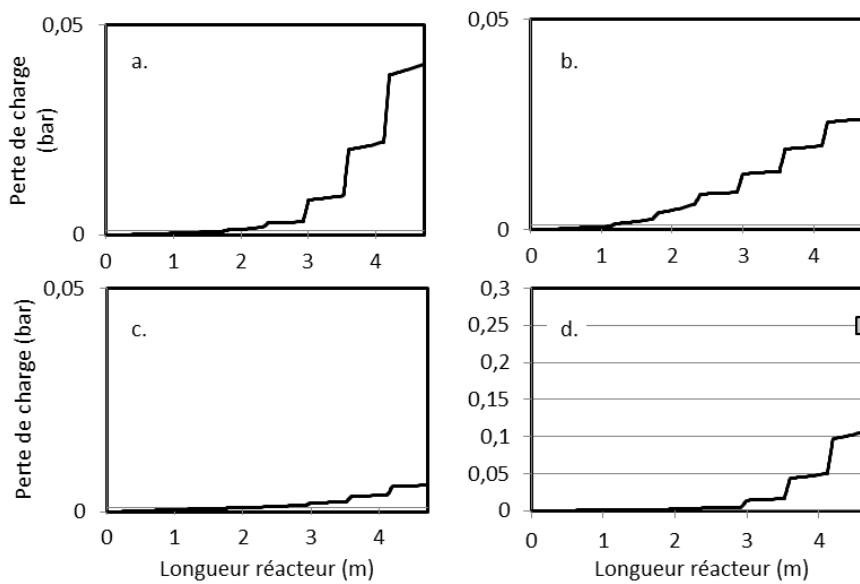 0,05
a.
Perte de charge
(bar)
0
0 1 2 3 4
0,05
b.
0
0 1 2 3 4
0,05
c.
Perte de charge (bar)
0
0 1 2 3 4
Longueur réacteur (m)
0,3
0,25
d.
0,2
0,15
0,1
0,05
0
0 1 2 3 4
Longueur réacteur (m)